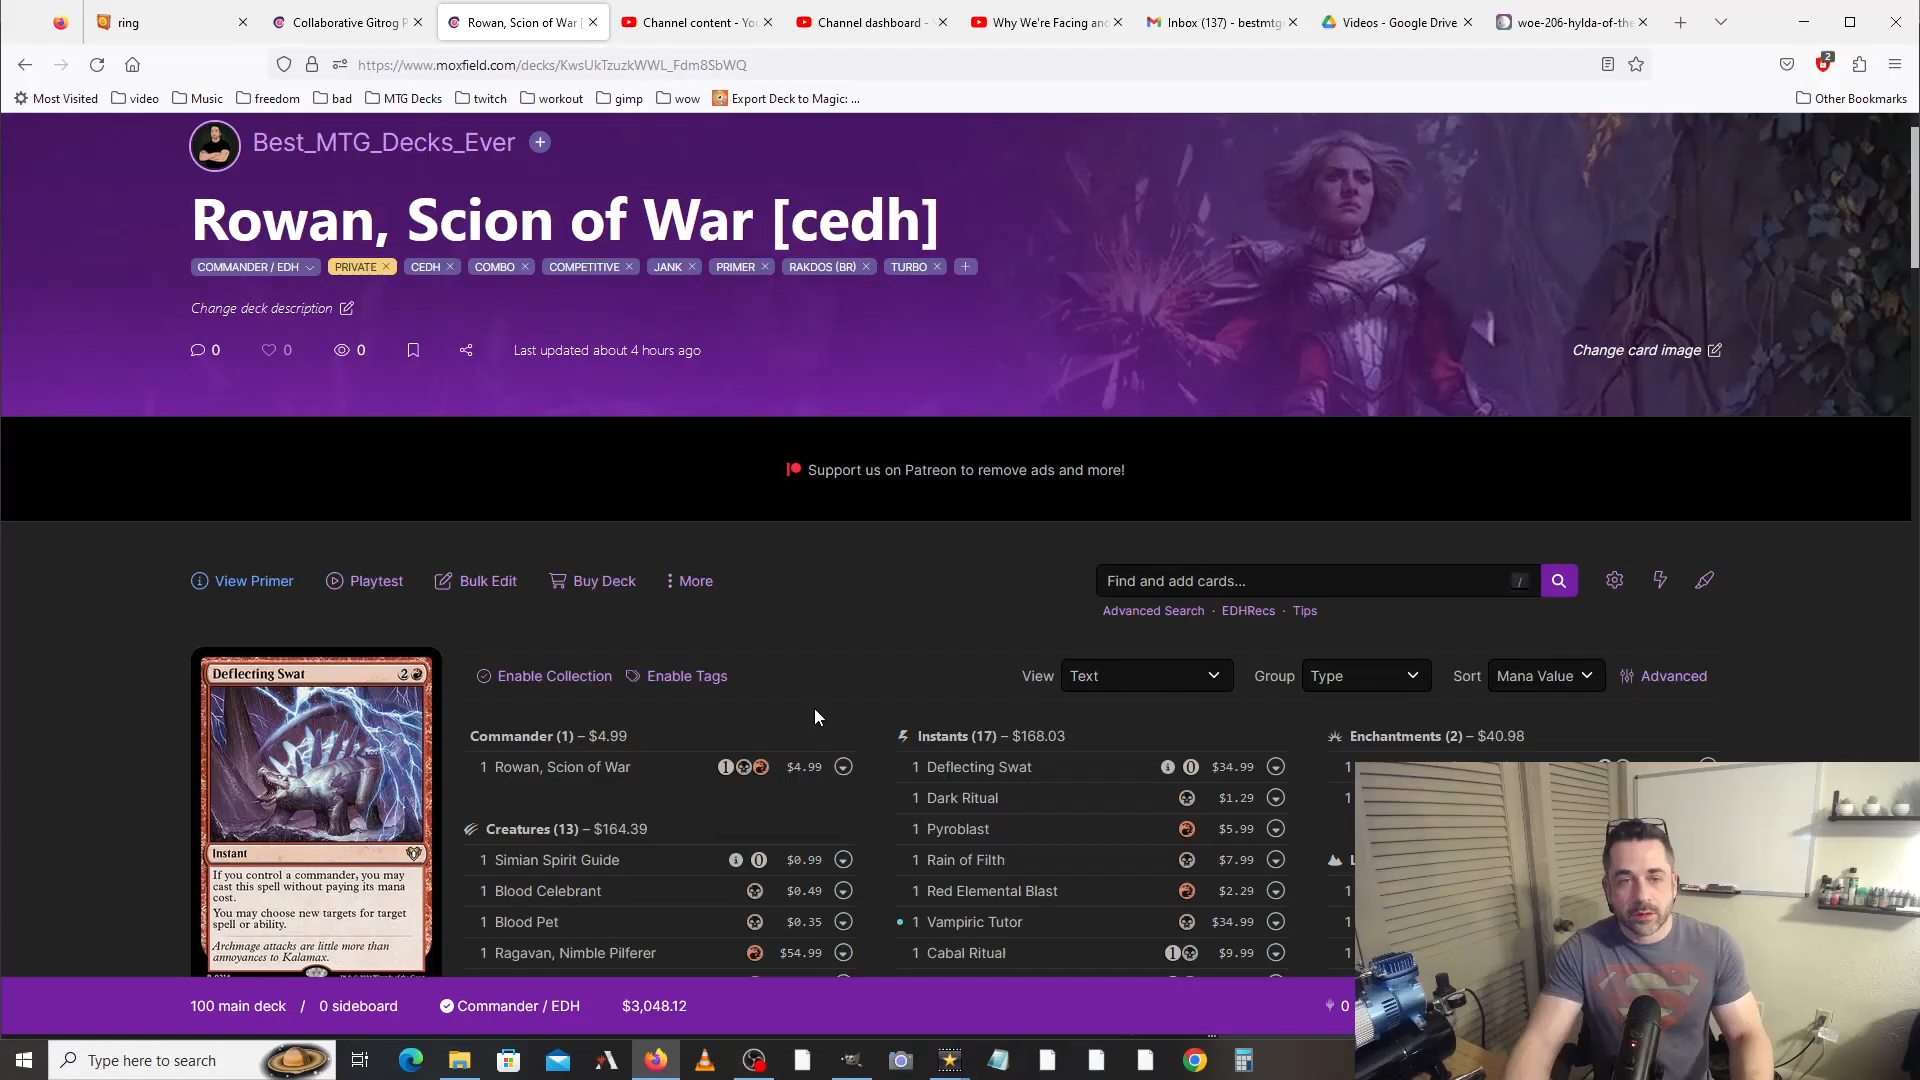 ring
Collaborative Gitrog P
Rowan, Scion of War [
Channel content - Yo
Channel dashboard -
Why We're Facing an
Inbox (137) - bestmtg
Videos - Google Drive
woe-206-hylda-of-the
https://www.moxfield.com/decks/KwsUkTzuzkWWL_Fdm8SbWQ
2
Most Visited video Music freedom bad MTG Decks twitch workout gimp wow Export Deck to Magic: ... Other Bookmarks
Best_MTG_Decks_Ever
Rowan, Scion of War [cedh]
COMMANDER / EDH PRIVATE CEDH COMBO COMPETITIVE JANK PRIMER RAKDOS (BR) TURBO
Change deck description
0 0 0 Last updated about 4 hours ago
Change card image
Support us on Patreon to remove ads and more!
View Primer Playtest Bulk Edit Buy Deck More
Find and add cards... /
Advanced Search · EDHRecs · Tips
Enable Collection Enable Tags
View Text Group Type Sort Mana Value Advanced
Deflecting Swat 2
Instant
If you control a commander, you may
cast this spell without paying its mana
cost.
You may choose new targets for target
spell or ability.
Archmage attacks are little more than
annoyances to Kalamax.
Commander (1) – $4.99
1 Rowan, Scion of War 1 $4.99
Creatures (13) – $164.39
1 Simian Spirit Guide 0 $0.99
1 Blood Celebrant $0.49
1 Blood Pet $0.35
1 Ragavan, Nimble Pilferer $54.99
Instants (17) – $168.03
1 Deflecting Swat 0 $34.99
1 Dark Ritual $1.29
1 Pyroblast $5.99
1 Rain of Filth $7.99
1 Red Elemental Blast $2.29
1 Vampiric Tutor $34.99
1 Cabal Ritual 1 $9.99
Enchantments (2) – $40.98
1
1
L
1
1
1
100 main deck / 0 sideboard Commander / EDH $3,048.12
0
Type here to search